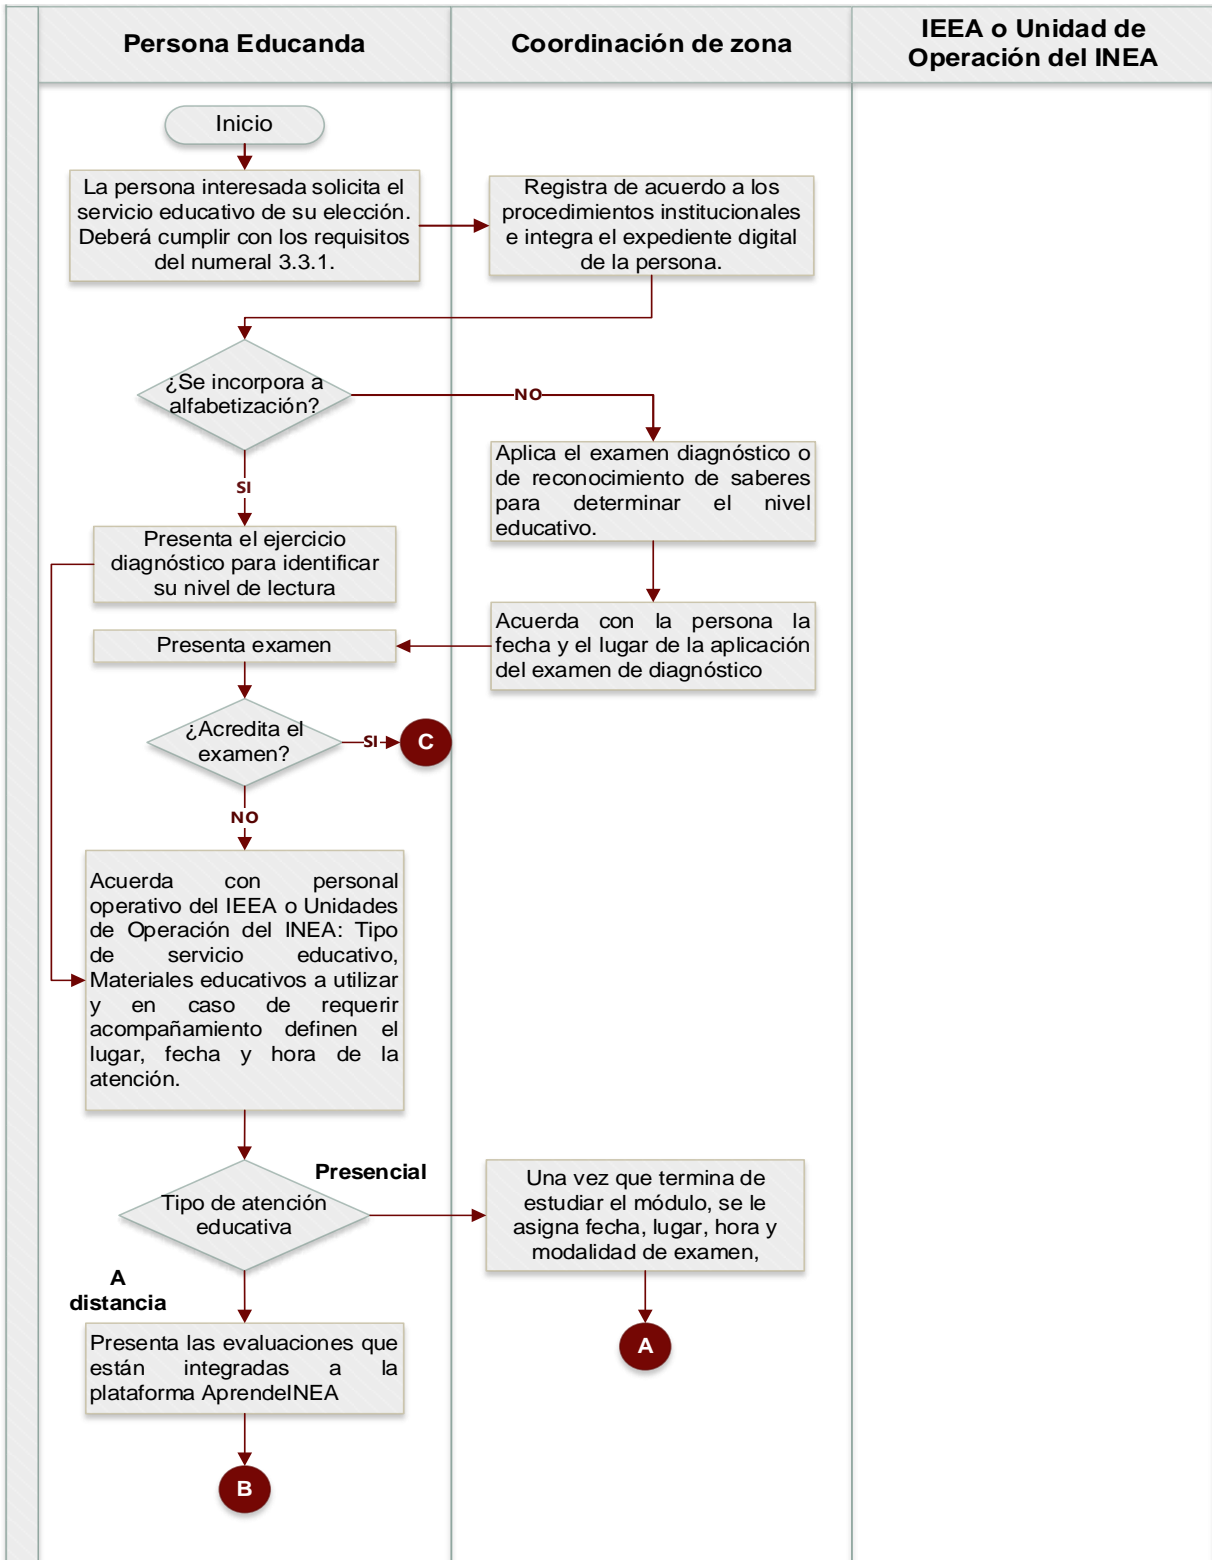 Persona Educanda
Coordinación de zona
IEEA o Unidad de
Operación del INEA
Inicio
La persona interesada solicita el
servicio educativo de su elección.
Deberá cumplir con los requisitos
del numeral 3.3.1.
Registra de acuerdo a los
procedimientos institucionales
e integra el expediente digital
de la persona.
¿Se incorpora a
alfabetización?
NO
Aplica el examen diagnóstico o
de reconocimiento de saberes
para determinar el nivel
educativo.
SI
Presenta el ejercicio
diagnóstico para identificar
su nivel de lectura
Acuerda con la persona la
fecha y el lugar de la aplicación
del examen de diagnóstico
Presenta examen
¿Acredita el
examen?
SI
C
NO
Acuerda con personal
operativo del IEEA o Unidades
de Operación del INEA: Tipo
de servicio educativo,
Materiales educativos a utilizar
y en caso de requerir
acompañamiento definen el
lugar, fecha y hora de la
atención.
Tipo de atención
educativa
Presencial
Una vez que termina de
estudiar el módulo, se le
asigna fecha, lugar, hora y
modalidad de examen,
A
A
distancia
Presenta las evaluaciones que
están integradas a la
plataforma AprendeINEA
B